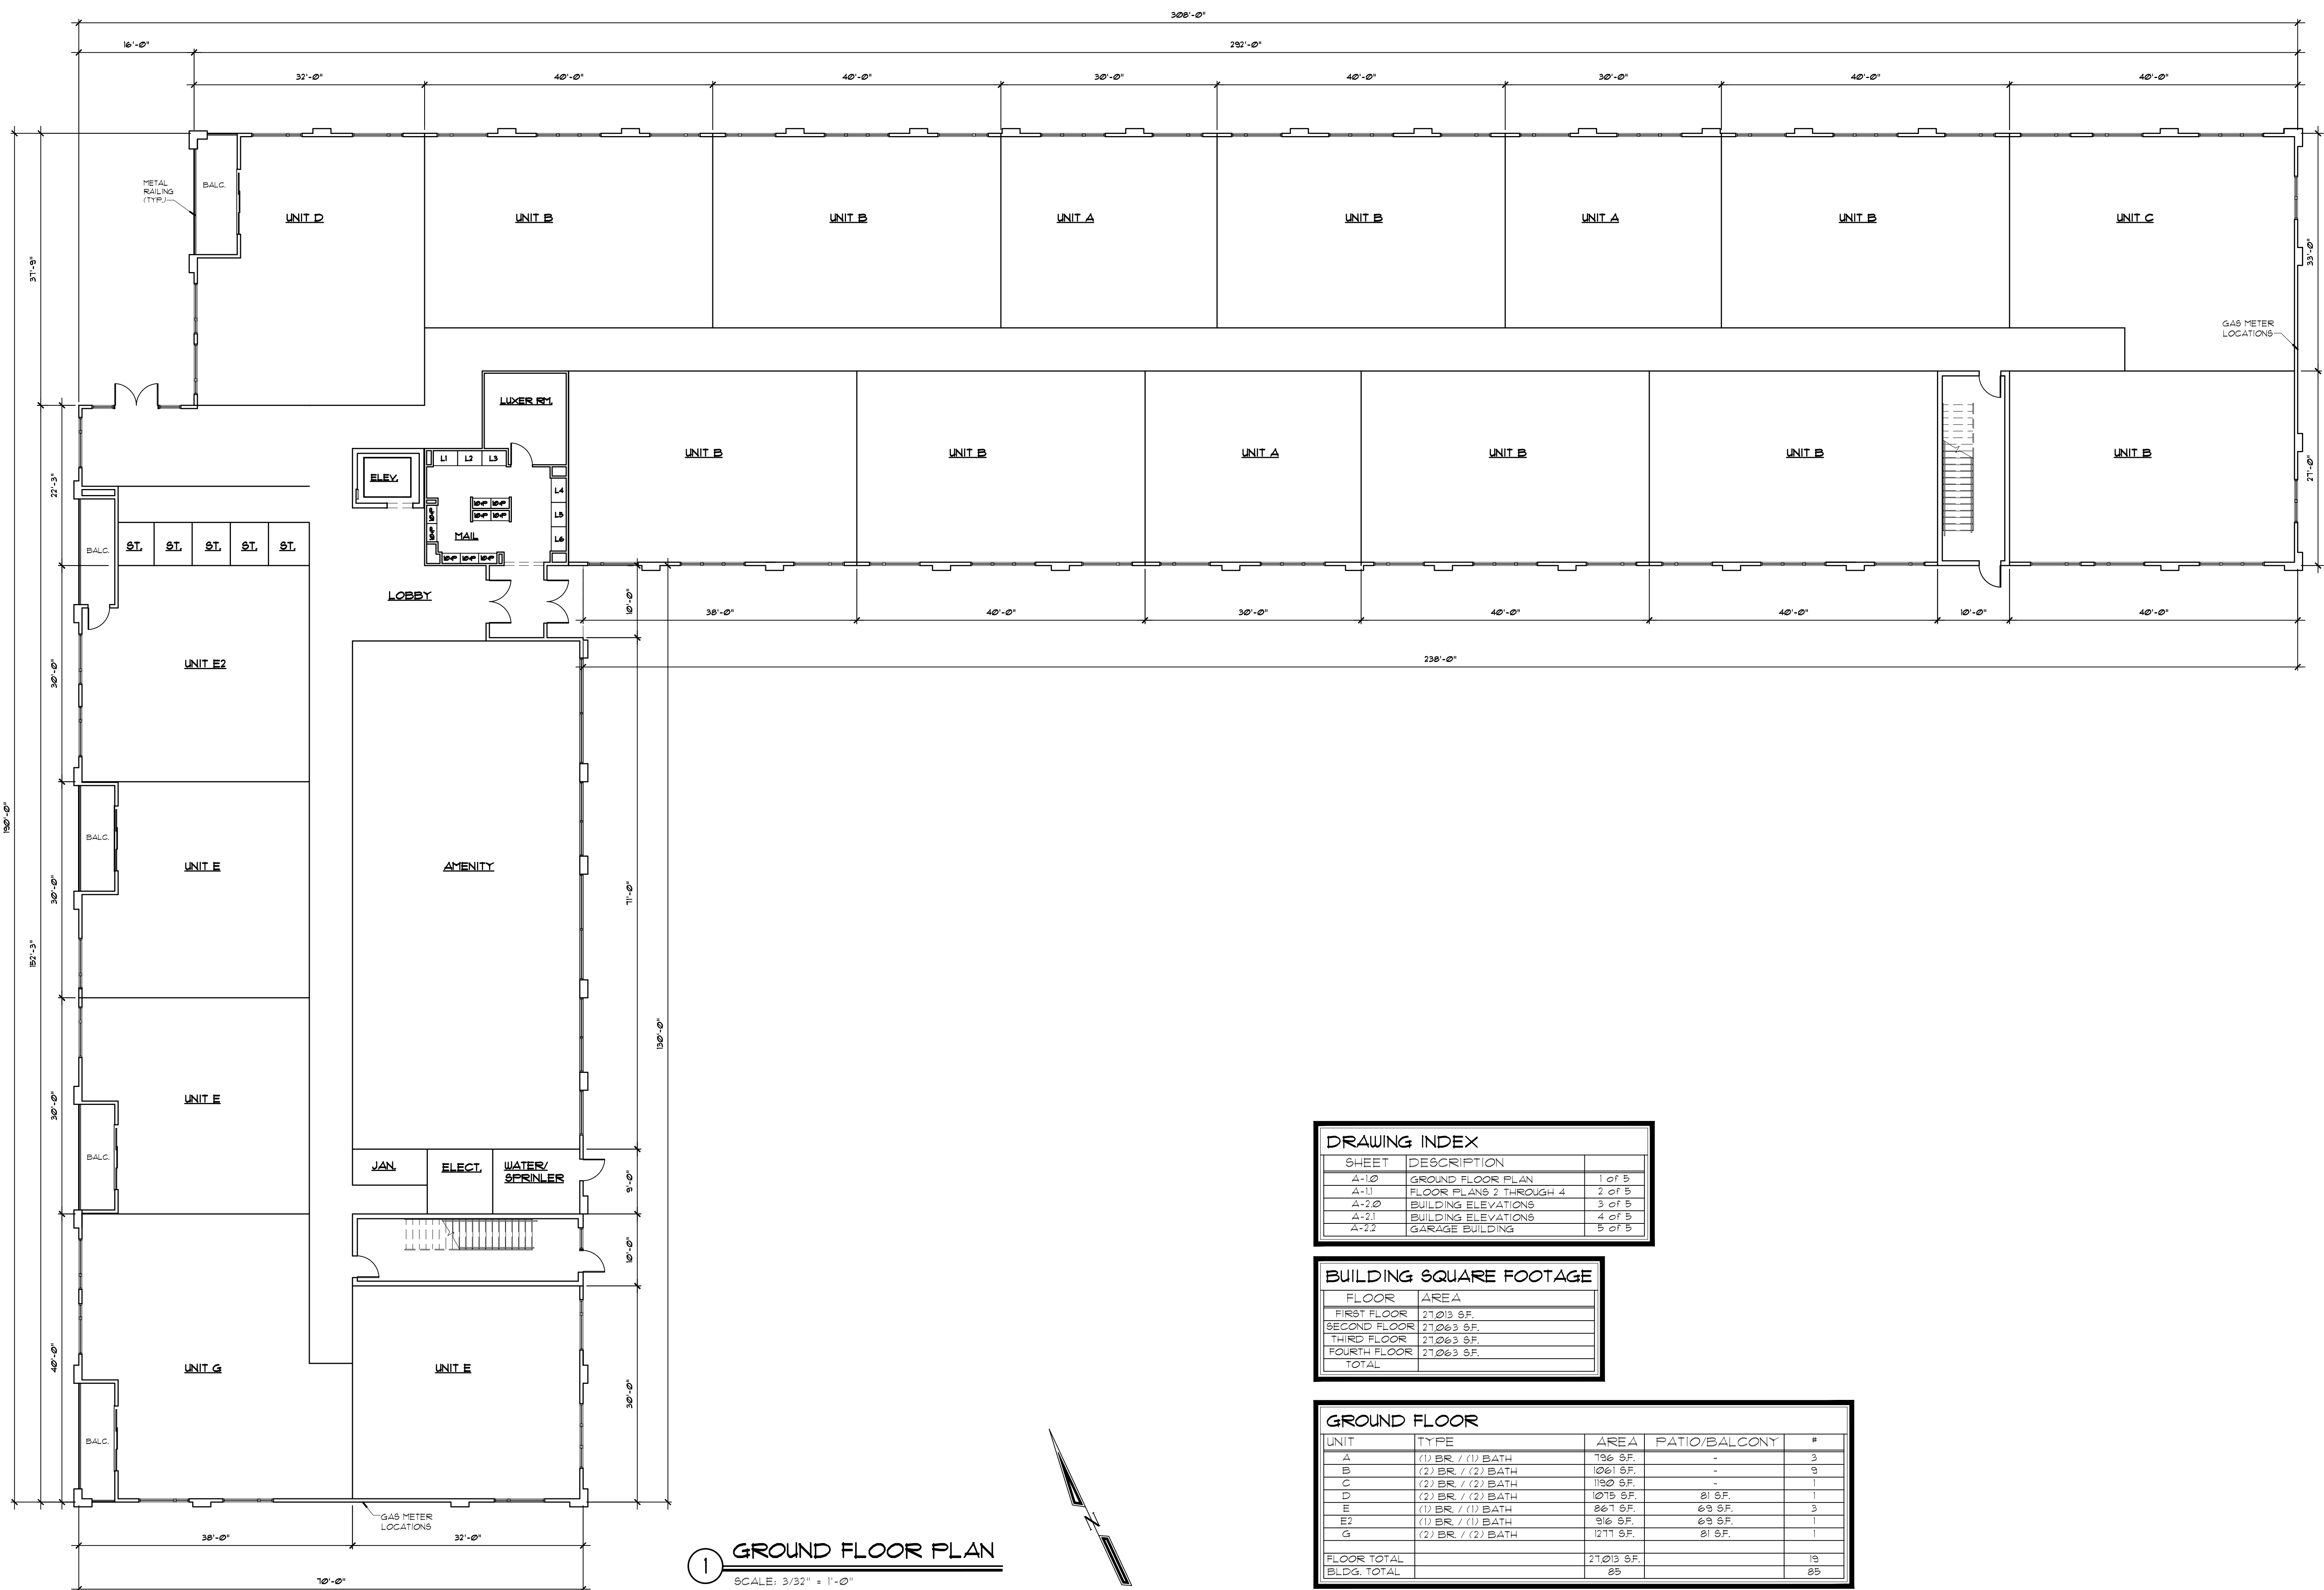 308'-0"
16'-0"
292'-0"
32'-0"
40'-0"
40'-0"
30'-0"
40'-0"
30'-0"
40'-0"
40'-0"
METAL
RAILING
(TYP.)
BALC.
UNIT D
UNIT B
UNIT B
UNIT A
UNIT B
UNIT A
UNIT B
UNIT C
37'-9"
33'-0"
GAS METER
LOCATIONS
LUXER RM.
UNIT B
UNIT B
UNIT A
UNIT B
UNIT B
UNIT B
27'-0"
L1
L2
L3
ELEV.
22'-3"
L4
L5
L6
MAIL
BALC.
ST.
ST.
ST.
ST.
ST.
LOBBY
10'-0"
38'-0"
40'-0"
30'-0"
40'-0"
40'-0"
10'-0"
40'-0"
238'-0"
30'-0"
UNIT E2
190'-0"
BALC.
UNIT E
AMENITY
30'-0"
71'-0"
152'-3"
130'-0"
UNIT E
30'-0"
BALC.
JAN.
ELECT.
WATER/
SPRINLER
9'-0"
10'-0"
40'-0"
UNIT G
UNIT E
30'-0"
BALC.
GAS METER
LOCATIONS
38'-0"
32'-0"
70'-0"
1
GROUND FLOOR PLAN
SCALE: 3/32" = 1'-0"
N
DRAWING INDEX
SHEET DESCRIPTION
A-1.0 GROUND FLOOR PLAN 1 of 5
A-1.1 FLOOR PLANS 2 THROUGH 4 2 of 5
A-2.0 BUILDING ELEVATIONS 3 of 5
A-2.1 BUILDING ELEVATIONS 4 of 5
A-2.2 GARAGE BUILDING 5 of 5
BUILDING SQUARE FOOTAGE
FLOOR AREA
FIRST FLOOR 27,013 S.F.
SECOND FLOOR 27,063 S.F.
THIRD FLOOR 27,063 S.F.
FOURTH FLOOR 27,063 S.F.
TOTAL
GROUND FLOOR
UNIT TYPE AREA PATIO/BALCONY #
A (1) BR. / (1) BATH 796 S.F. - 3
B (2) BR. / (2) BATH 1061 S.F. - 9
C (2) BR. / (2) BATH 1190 S.F. - 1
D (2) BR. / (2) BATH 1075 S.F. 81 S.F. 1
E (1) BR. / (1) BATH 867 S.F. 69 S.F. 3
E2 (1) BR. / (1) BATH 916 S.F. 69 S.F. 1
G (2) BR. / (2) BATH 1277 S.F. 81 S.F. 1
FLOOR TOTAL 27,013 S.F. 19
BLDG. TOTAL 85 85